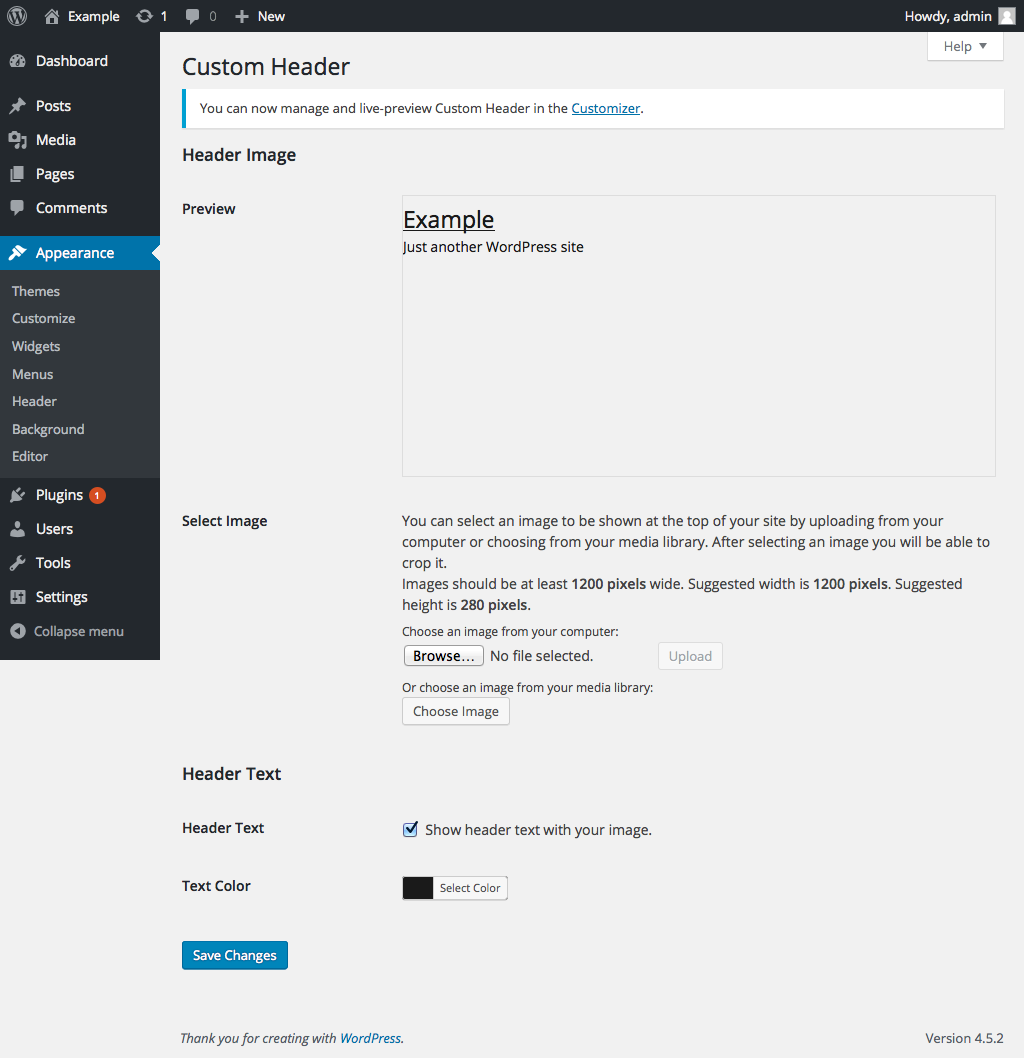 Example 1 0 New Howdy, admin
Help
Dashboard
Posts
Media
Pages
Comments
Appearance
Themes
Customize
Widgets
Menus
Header
Background
Editor
Plugins 1
Users
Tools
Settings
Collapse menu
Custom Header
You can now manage and live-preview Custom Header in the Customizer.
Header Image
Preview
Example
Just another WordPress site
Select Image
You can select an image to be shown at the top of your site by uploading from your
computer or choosing from your media library. After selecting an image you will be able to
crop it.
Images should be at least 1200 pixels wide. Suggested width is 1200 pixels. Suggested
height is 280 pixels.
Choose an image from your computer:
Browse... No file selected. Upload
Or choose an image from your media library:
Choose Image
Header Text
Header Text
Show header text with your image.
Text Color
Select Color
Save Changes
Thank you for creating with WordPress. Version 4.5.2